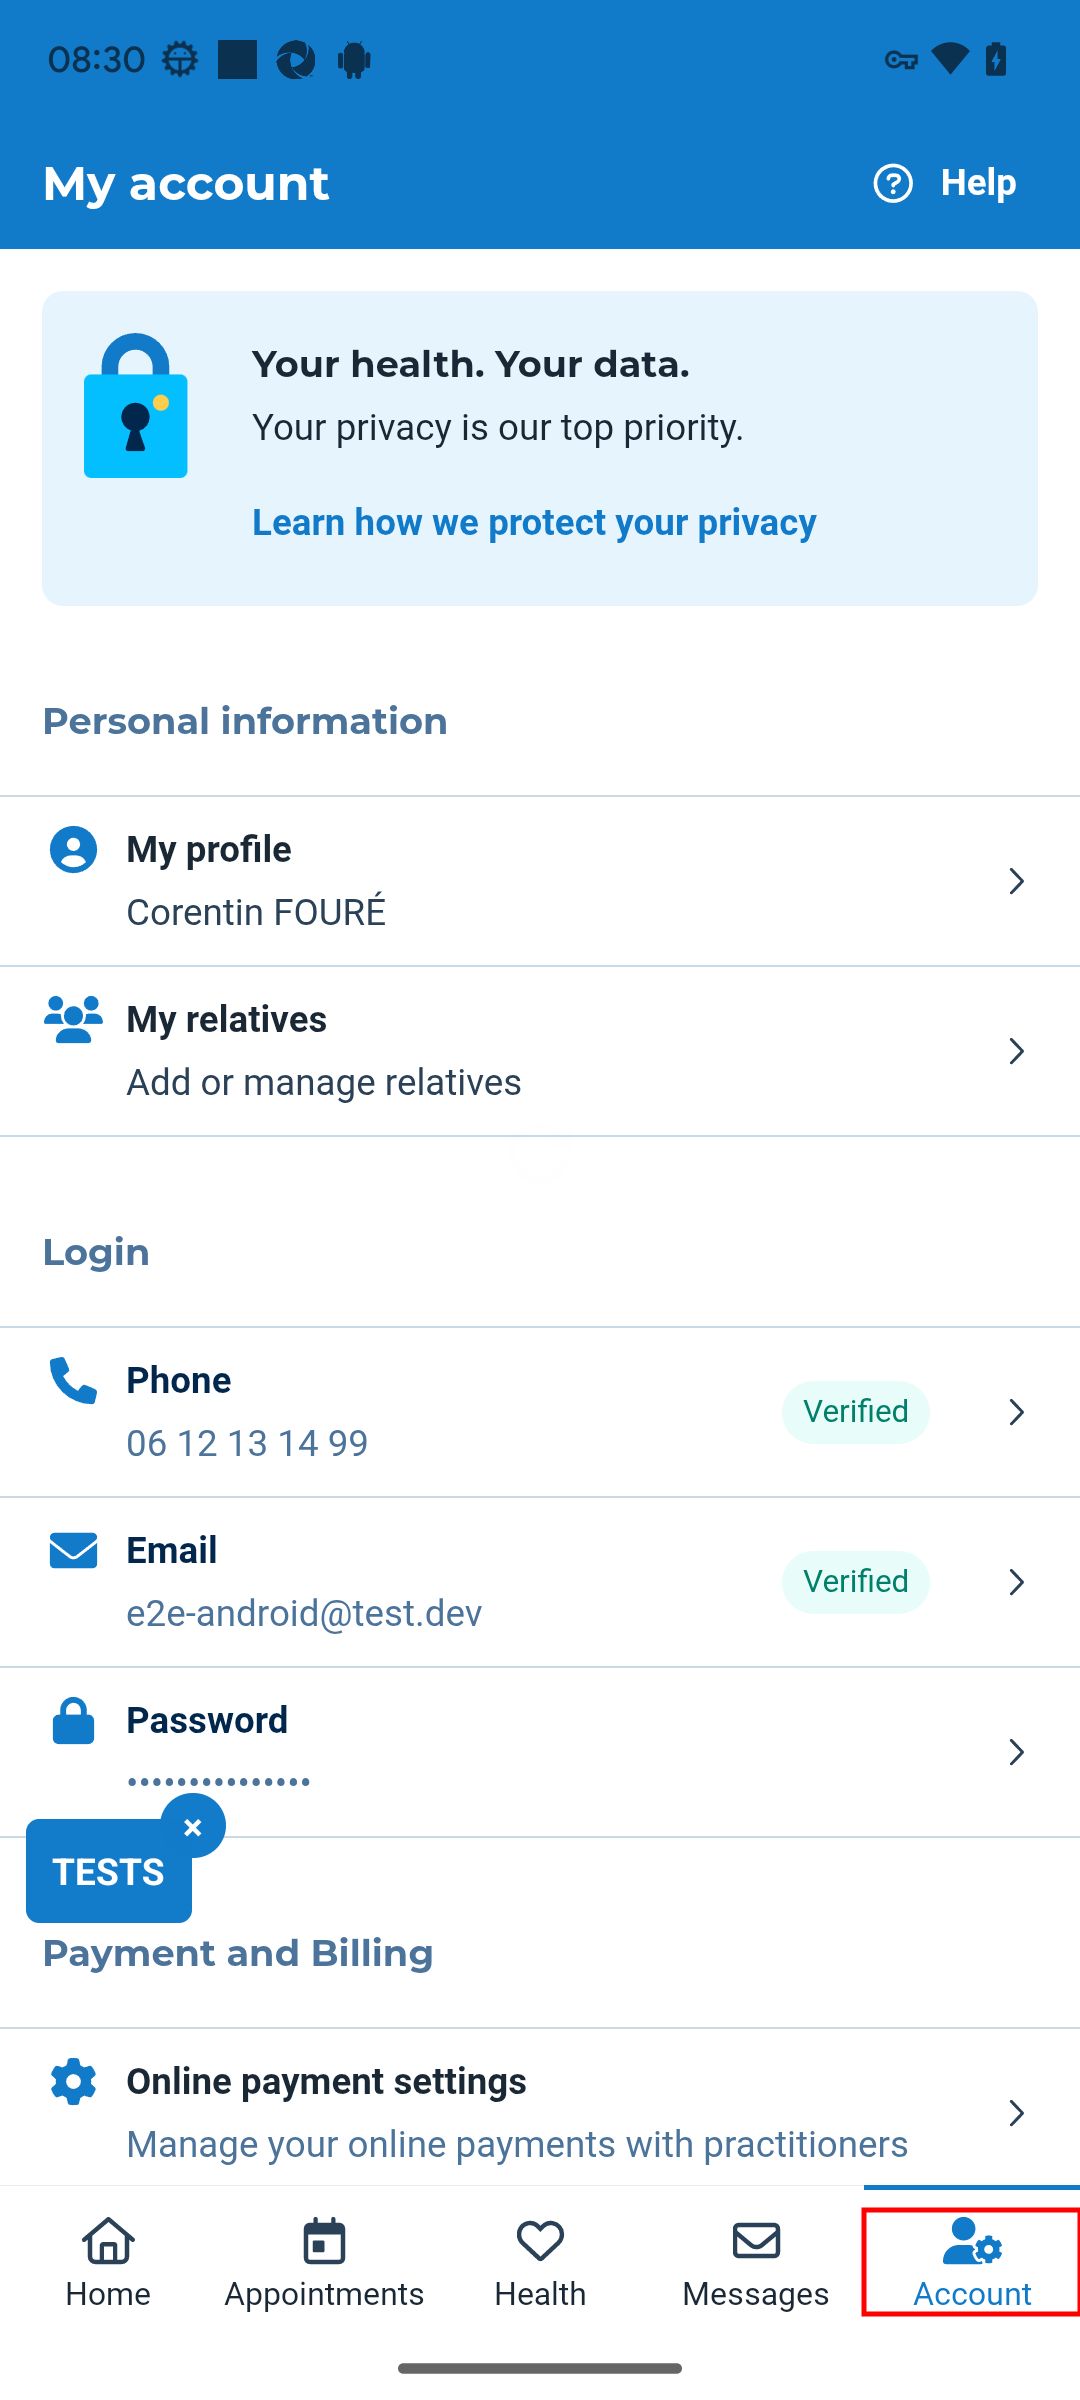 08:30
My account
Help
Your health. Your data.
Your privacy is our top priority.
Learn how we protect your privacy
Personal information
My profile
Corentin FOURÉ
My relatives
Add or manage relatives
Login
Phone
06 12 13 14 99
Verified
Email
e2e-android@test.dev
Verified
Password
•••••••••••••••
TESTS
×
Payment and Billing
Online payment settings
Manage your online payments with practitioners
Home
Appointments
Health
Messages
Account